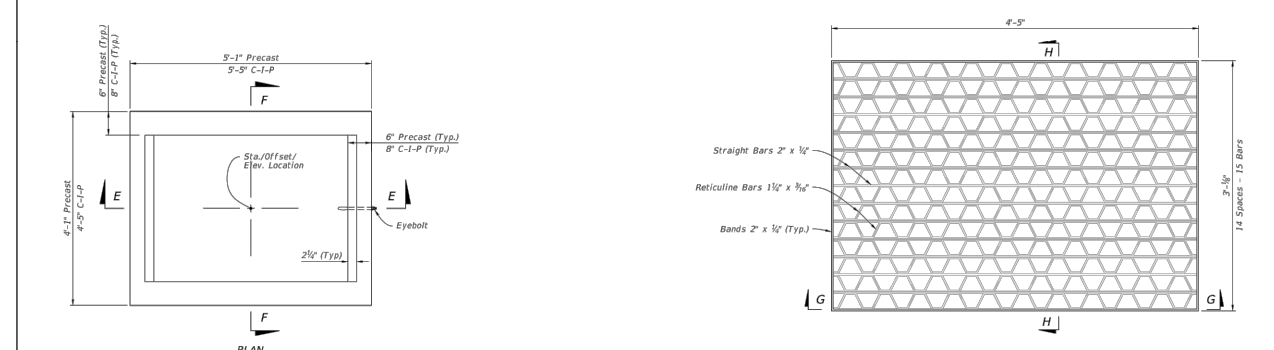 6" Precast (Typ.)
8" C-I-P (Typ.)
5'-1" Precast
5'-5" C-I-P
F
6" Precast (Typ.)
8" C-I-P (Typ.)
Sta./Offset/
Elev. Location
E
E
4'-1" Precast
4'-5" C-I-P
Eyebolt
2¼" (Typ)
F
PLAN
4'-5"
H
Straight Bars 2" x ¼"
Reticuline Bars 1¼" x 3/16"
Bands 2" x ¼" (Typ.)
3'-⅛"
14 Spaces - 15 Bars
G
G
H